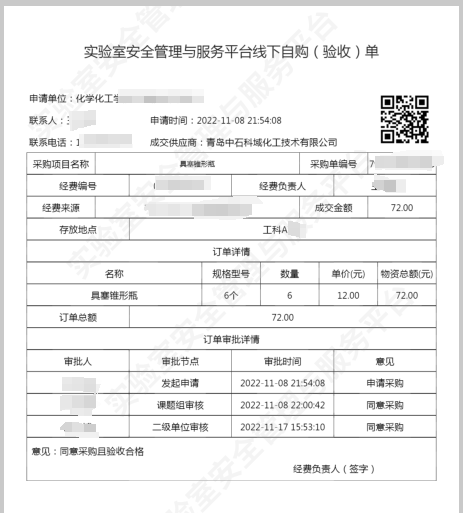 实验室安全管理与服务平台线下自购（验收）单
申请单位：化学化工学
联系人：
申请时间：2022-11-08 21:54:08
联系电话：1
成交供应商：青岛中石科域化工技术有限公司
采购项目名称 具塞锥形瓶 采购单编号
经费编号 经费负责人
经费来源 成交金额 72.00
存放地点 工科A
订单详情
名称 规格型号 数量 单价(元) 物资总额(元)
具塞锥形瓶 6个 6 12.00 72.00
订单总额 72.00
订单审批详情
审批人 审批节点 审批时间 意见
发起申请 2022-11-08 21:54:08 申请采购
课题组审核 2022-11-08 22:00:42 同意采购
二级单位审核 2022-11-17 15:53:10 同意采购
意见：同意采购且验收合格
经费负责人（签字）